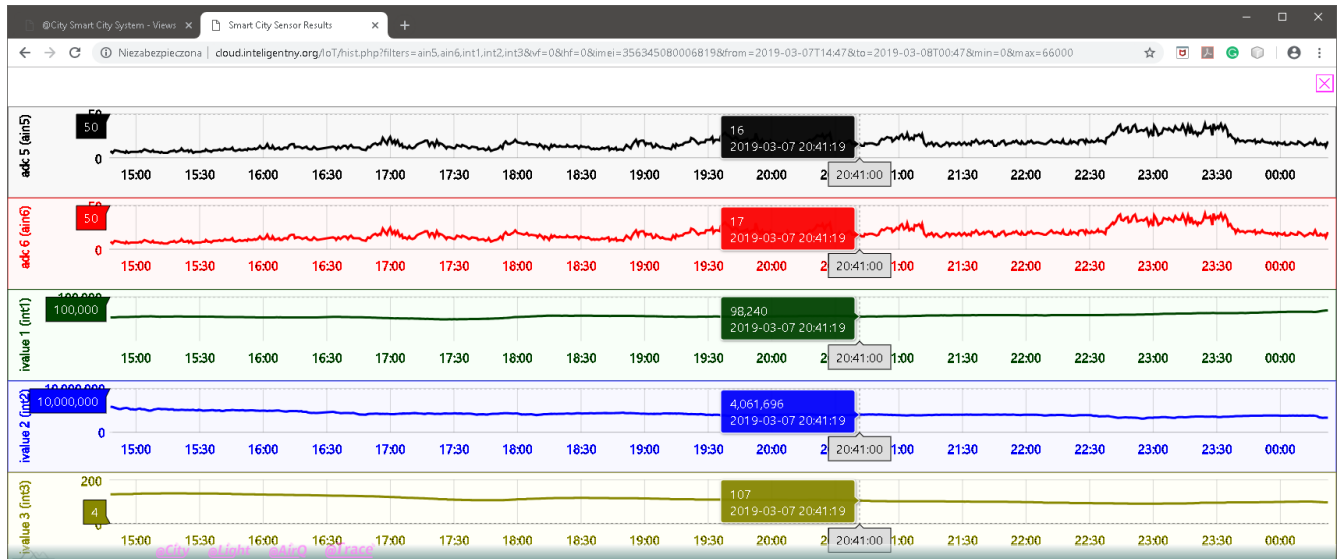 @City Smart City System - Views
Smart City Sensor Results
Niezabezpieczona | cloud.inteligentny.org/IoT/hist.php?filters=ain5,ain6,int1,int2,int3&vf=0&hf=0&imei=356345080006819&from=2019-03-07T14:47&to=2019-03-08T00:47&min=0&max=66000
adc 5 (ain5)
50
50
0
16
2019-03-07 20:41:19
15:00 15:30 16:00 16:30 17:00 17:30 18:00 18:30 19:00 19:30 20:00 20:41:00 21:30 22:00 22:30 23:00 23:30 00:00
adc 6 (ain6)
50
50
0
17
2019-03-07 20:41:19
15:00 15:30 16:00 16:30 17:00 17:30 18:00 18:30 19:00 19:30 20:00 20:41:00 21:30 22:00 22:30 23:00 23:30 00:00
ivalue 1 (int1)
100,000
100,000
98,240
2019-03-07 20:41:19
15:00 15:30 16:00 16:30 17:00 17:30 18:00 18:30 19:00 19:30 20:00 20:41:00 21:30 22:00 22:30 23:00 23:30 00:00
ivalue 2 (int2)
10,000,000
10,000,000
0
4,061,696
2019-03-07 20:41:19
15:00 15:30 16:00 16:30 17:00 17:30 18:00 18:30 19:00 19:30 20:00 20:41:00 21:30 22:00 22:30 23:00 23:30 00:00
ivalue 3 (int3)
200
4
0
107
2019-03-07 20:41:19
15:00 15:30 16:00 16:30 17:00 17:30 18:00 18:30 19:00 19:30 20:00 20:41:00 21:30 22:00 22:30 23:00 23:30 00:00
@City @Light @AirQ @Trace